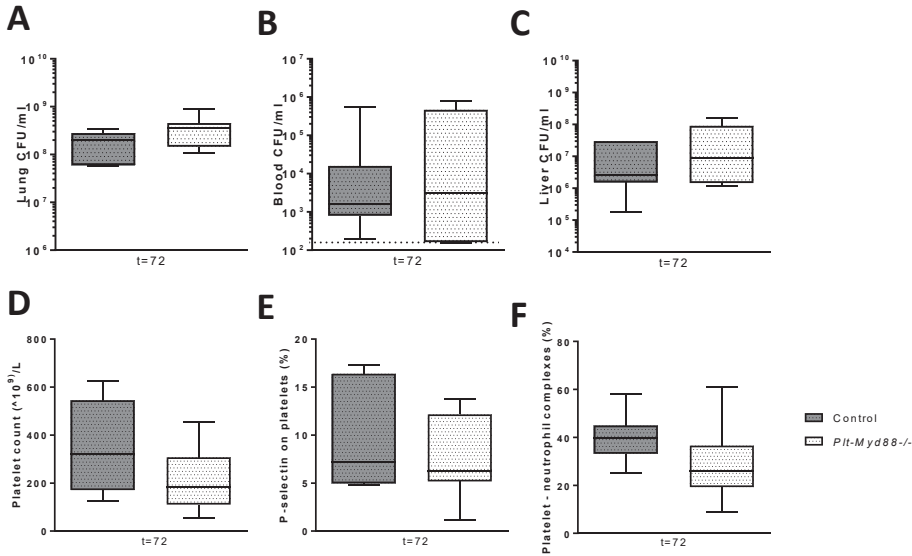 A
Lung CFU/ml
10^10
10^9
10^8
10^7
10^6
t=72
B
Blood CFU/ml
10^7
10^6
10^5
10^4
10^3
10^2
t=72
C
Liver CFU/ml
10^10
10^9
10^8
10^7
10^6
10^5
10^4
t=72
D
Platelet count (^10^9)/L
800
600
400
200
0
t=72
E
P-selectin on platelets (%)
20
15
10
5
0
t=72
F
Platelet - neutrophil complexes (%)
80
60
40
20
0
t=72
Control
Plt-Myd88-/-